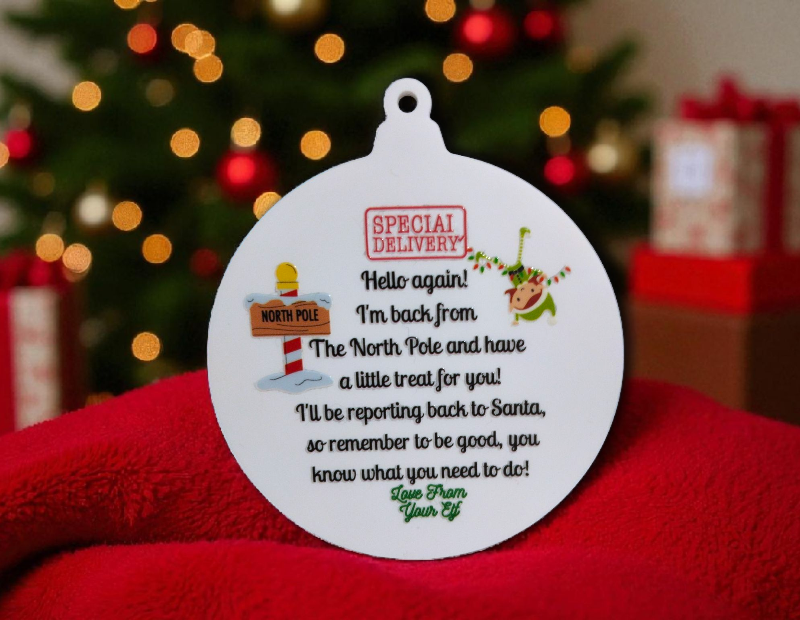 SPECIAL
DELIVERY
Hello again!
NORTH POLE
I'm back from
The North Pole and have
a little treat for you!
I'll be reporting back to Santa,
so remember to be good, you
know what you need to do!
Love From
Your Elf